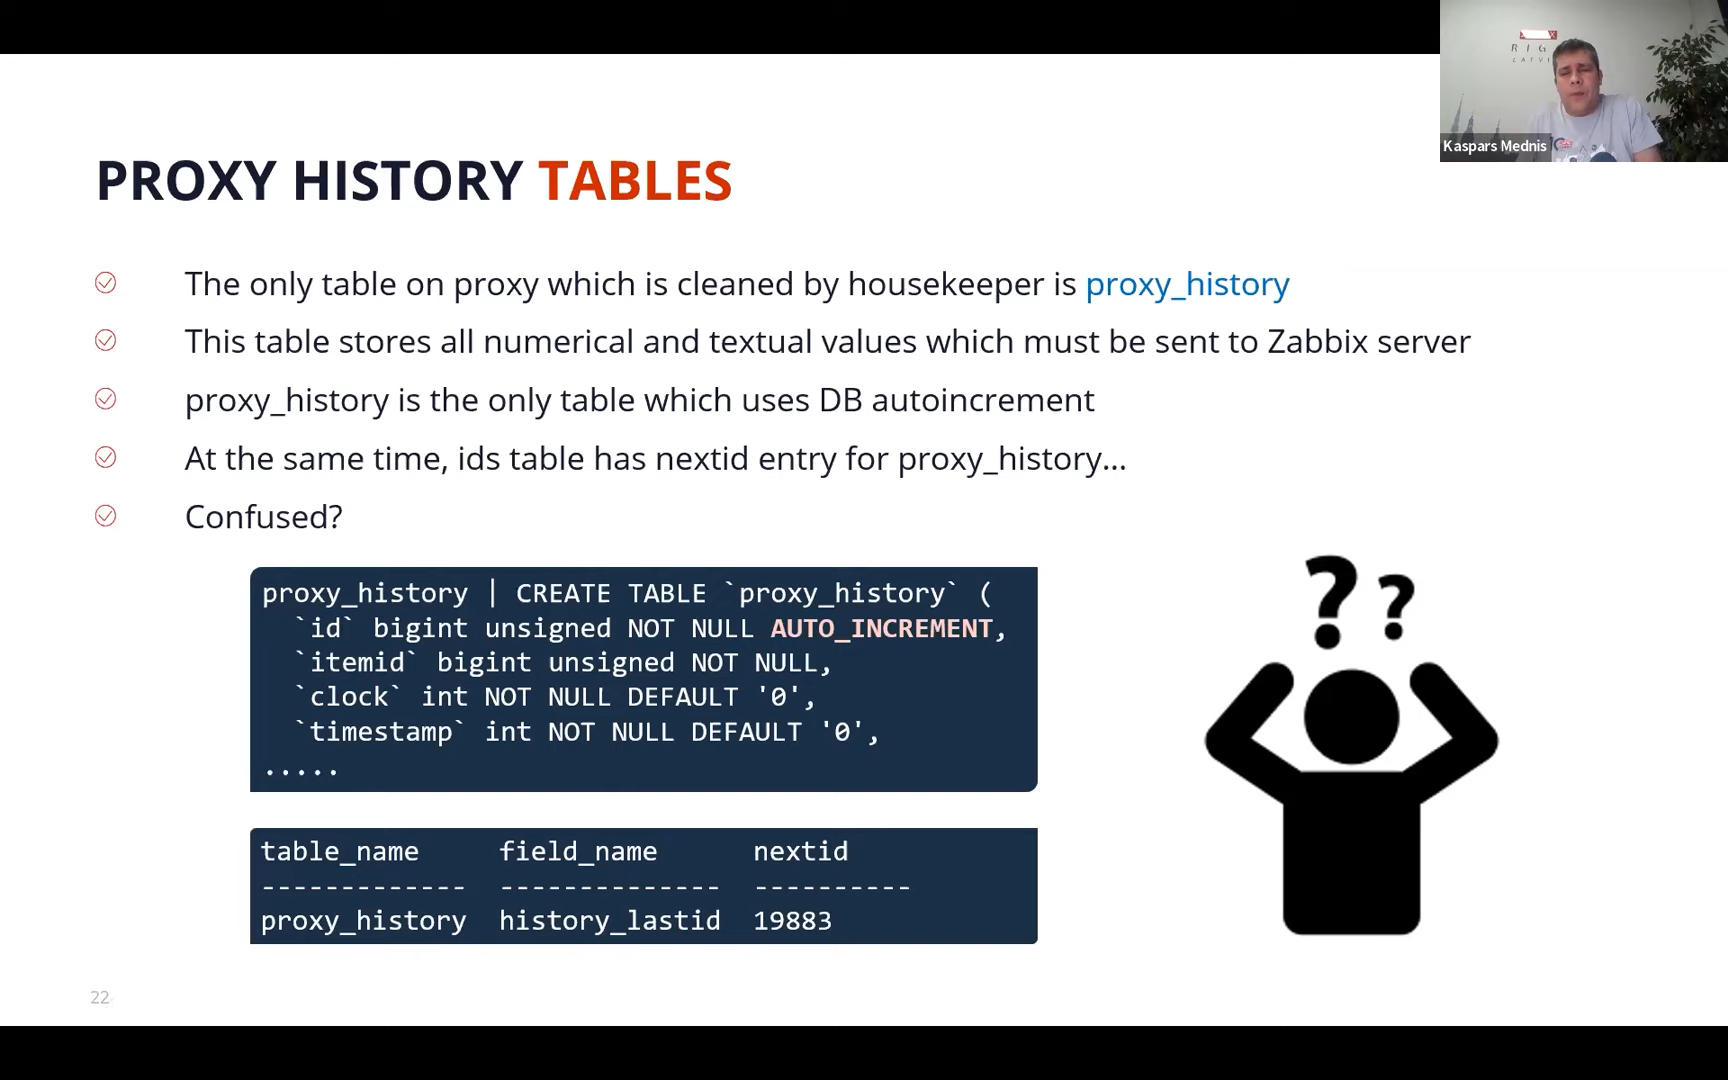 RIG
LATVI
Kaspars Mednis
PROXY HISTORY TABLES
The only table on proxy which is cleaned by housekeeper is proxy_history
This table stores all numerical and textual values which must be sent to Zabbix server
proxy_history is the only table which uses DB autoincrement
At the same time, ids table has nextid entry for proxy_history...
Confused?
proxy_history | CREATE TABLE `proxy_history` (
`id` bigint unsigned NOT NULL AUTO_INCREMENT,
`itemid` bigint unsigned NOT NULL,
`clock` int NOT NULL DEFAULT '0',
`timestamp` int NOT NULL DEFAULT '0',
.....
? ?
table_name field_name nextid
------------- -------------- ----------
proxy_history history_lastid 19883
22